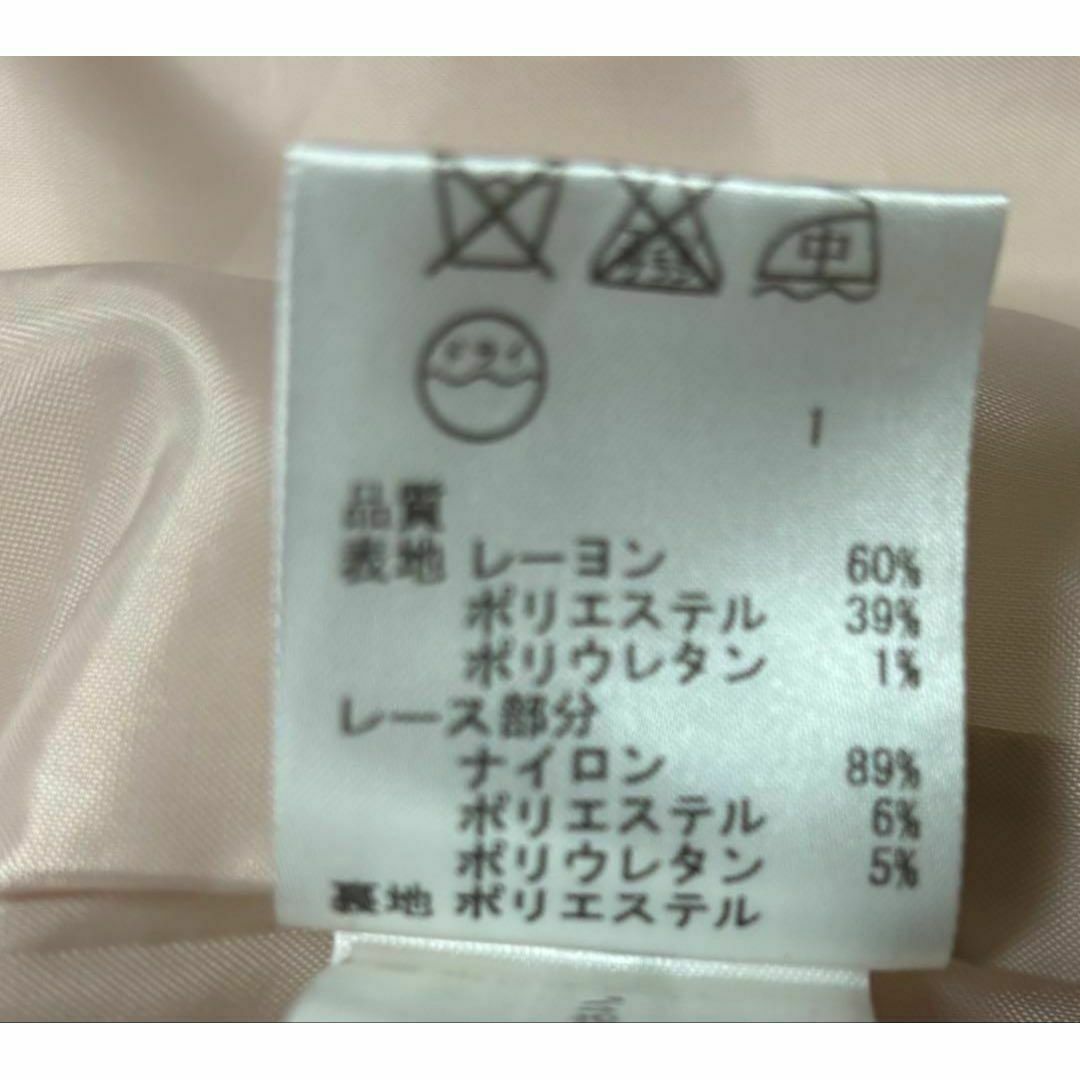 中
ドライ
1
品質
表地 レーヨン 60%
ポリエステル 39%
ポリウレタン 1%
レース部分
ナイロン 89%
ポリエステル 6%
ポリウレタン 5%
裏地 ポリエステル